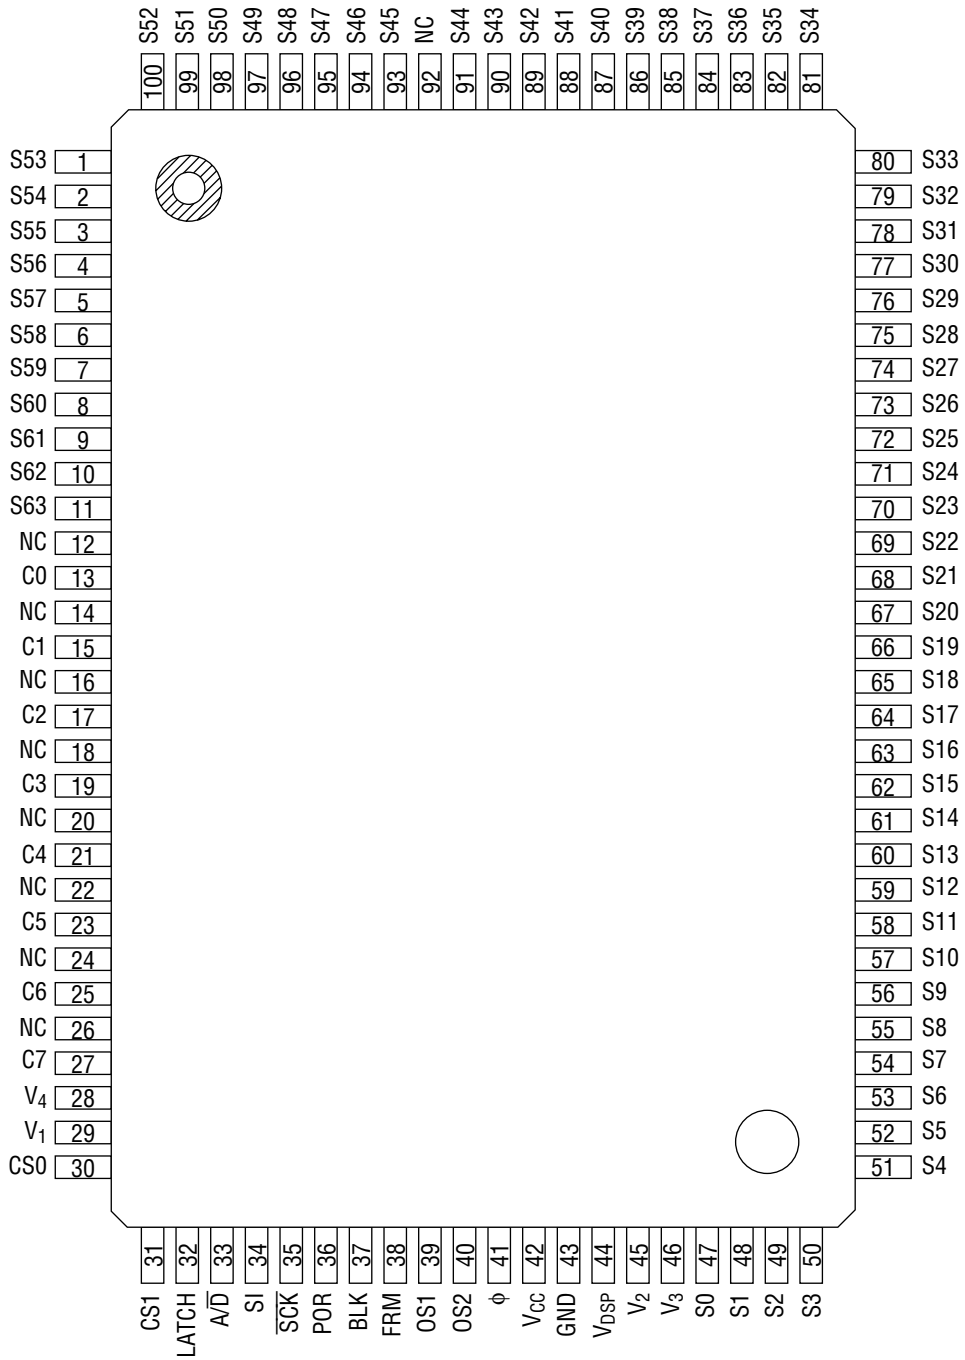 S52 S51 S50 S49 S48 S47 S46 S45 NC S44 S43 S42 S41 S40 S39 S38 S37 S36 S35 S34
100 99 98 97 96 95 94 93 92 91 90 89 88 87 86 85 84 83 82 81
S53 1 80 S33
S54 2 79 S32
S55 3 78 S31
S56 4 77 S30
S57 5 76 S29
S58 6 75 S28
S59 7 74 S27
S60 8 73 S26
S61 9 72 S25
S62 10 71 S24
S63 11 70 S23
NC 12 69 S22
C0 13 68 S21
NC 14 67 S20
C1 15 66 S19
NC 16 65 S18
C2 17 64 S17
NC 18 63 S16
C3 19 62 S15
NC 20 61 S14
C4 21 60 S13
NC 22 59 S12
C5 23 58 S11
NC 24 57 S10
C6 25 56 S9
NC 26 55 S8
C7 27 54 S7
V4 28 53 S6
V1 29 52 S5
CS0 30 51 S4
31 32 33 34 35 36 37 38 39 40 41 42 43 44 45 46 47 48 49 50
CS1 LATCH A/D̅ SI S̅C̅K̅ POR BLK FRM OS1 OS2 ϕ VCC GND VDSP V2 V3 S0 S1 S2 S3